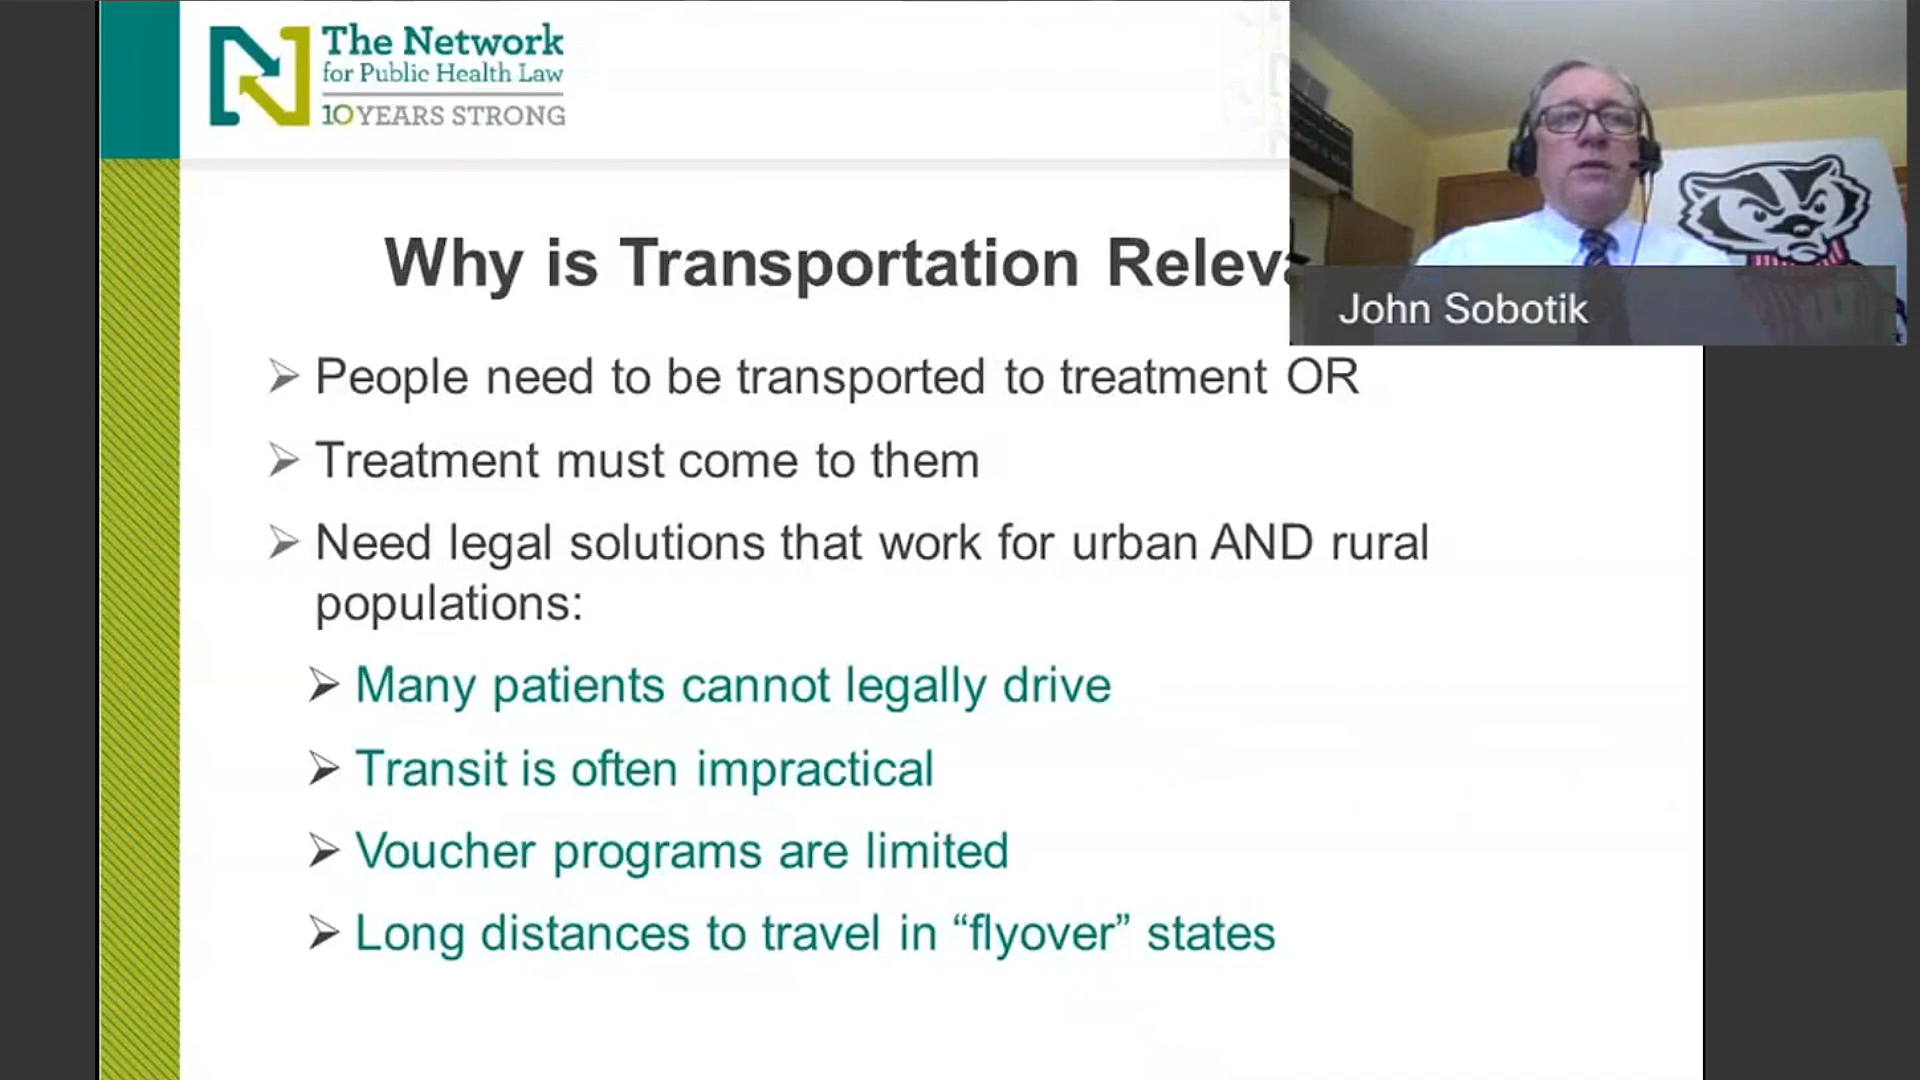 The Network
for Public Health Law
10 YEARS STRONG
Why is Transportation Releva
John Sobotik
People need to be transported to treatment OR
Treatment must come to them
Need legal solutions that work for urban AND rural
populations:
Many patients cannot legally drive
Transit is often impractical
Voucher programs are limited
Long distances to travel in “flyover” states